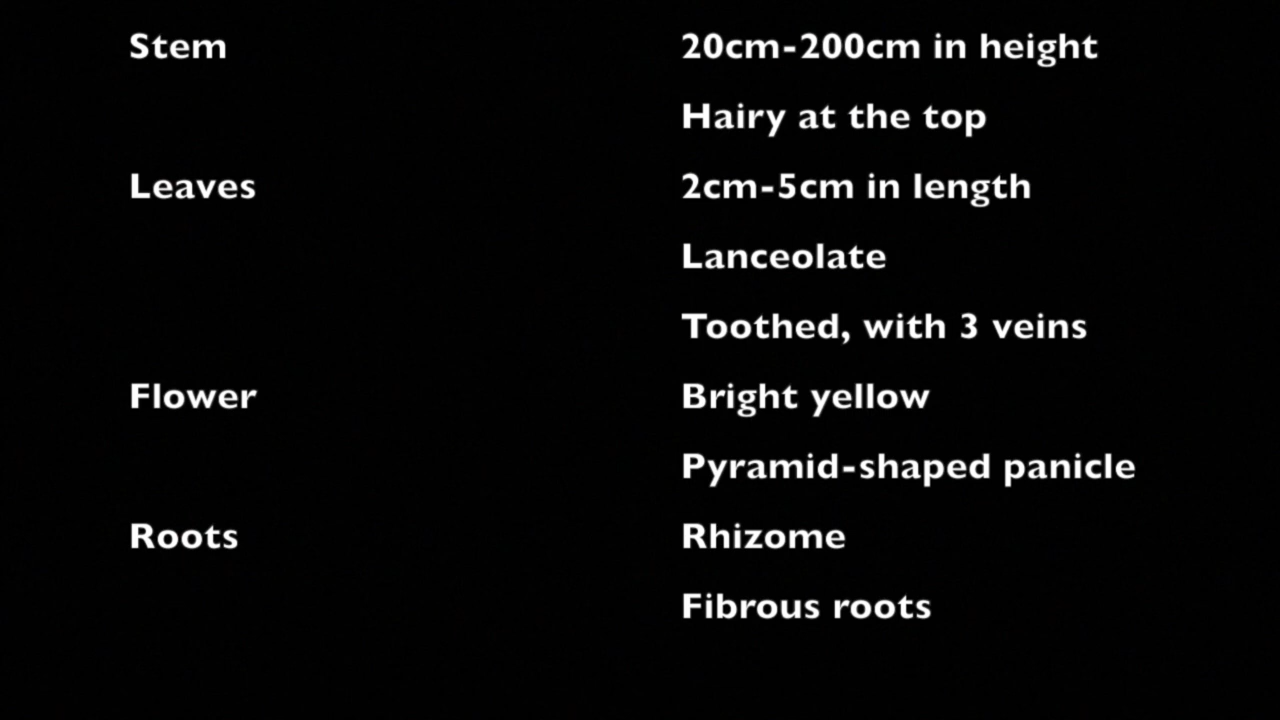 Stem 20cm-200cm in height
Hairy at the top
Leaves 2cm-5cm in length
Lanceolate
Toothed, with 3 veins
Flower Bright yellow
Pyramid-shaped panicle
Roots Rhizome
Fibrous roots